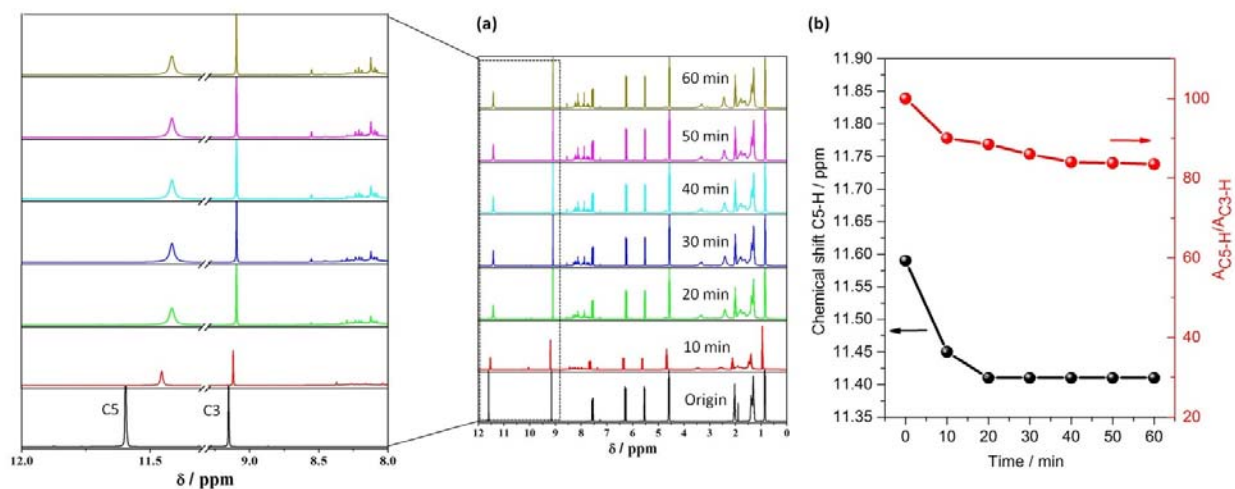 (a)
(b)
C5
C3
12.0
11.5
9.0
8.5
8.0
δ / ppm
60 min
50 min
40 min
30 min
20 min
10 min
Origin
12 11 10 9 8 7 6 5 4 3 2 1 0
δ / ppm
11.90
11.85
11.80
11.75
11.70
11.65
11.60
11.55
11.50
11.45
11.40
11.35
Chemical shift C5-H / ppm
100
80
60
40
20
A C5-H/A C3-H
0 10 20 30 40 50 60
Time / min